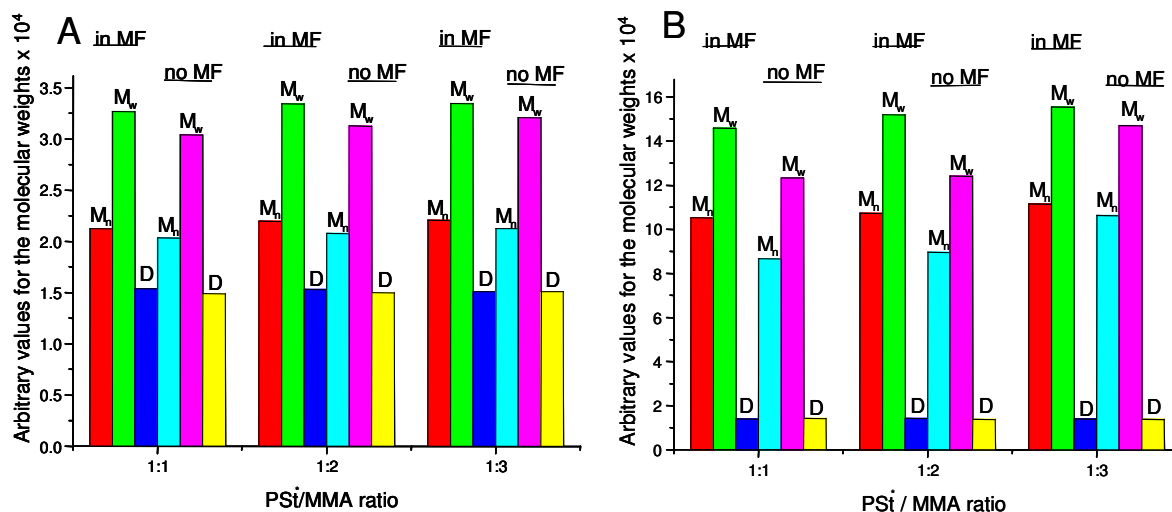 A
in MF
in MF
in MF
no MF
no MF
no MF
Arbitrary values for the molecular weights x 10⁴
3.5
3.0
2.5
2.0
1.5
1.0
0.5
0.0
Mn
Mw
D
Mn
Mw
D
Mn
Mw
D
Mn
Mw
D
Mn
Mw
D
Mn
Mw
D
1:1
1:2
1:3
PSṫ/MMA ratio
B
in MF
in MF
in MF
no MF
no MF
no MF
Arbitrary values for the molecular weights x 10⁴
16
14
12
10
8
6
4
2
0
Mn
Mw
D
Mn
Mw
D
Mn
Mw
D
Mn
Mw
D
Mn
Mw
D
Mn
Mw
D
1:1
1:2
1:3
PSṫ / MMA ratio